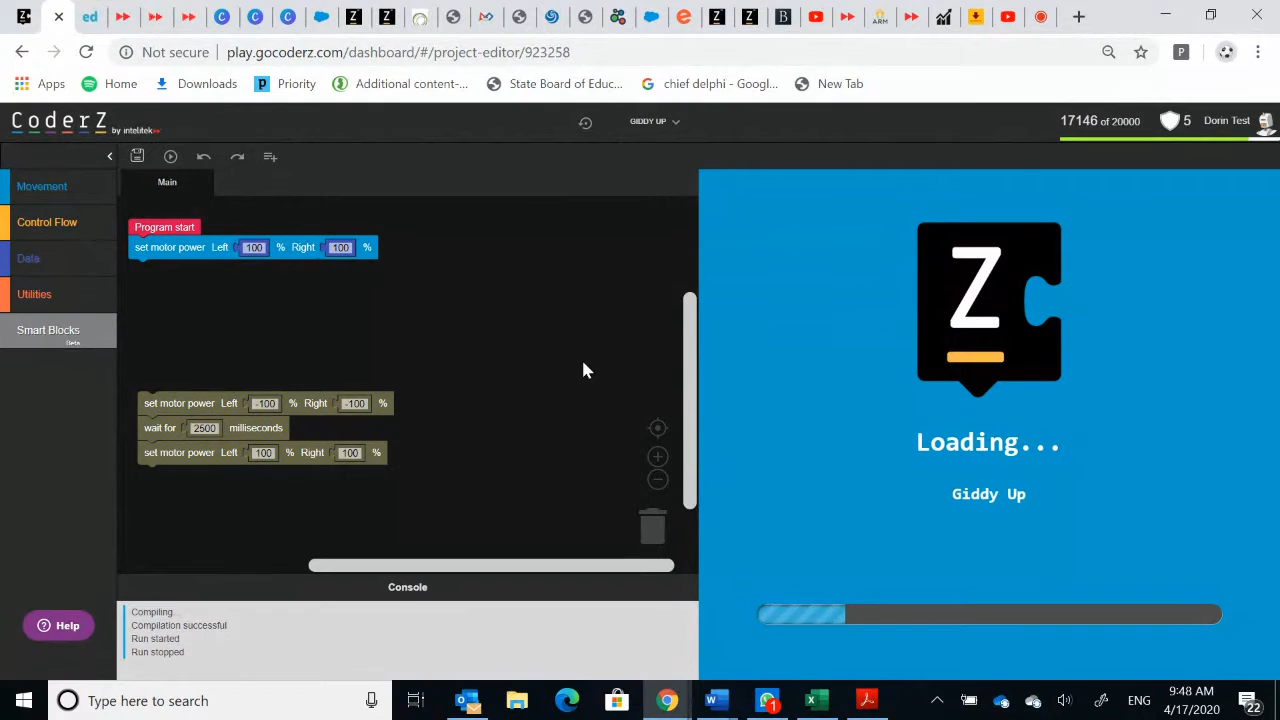 Not secure play.gocoderz.com/dashboard/#/project-editor/923258
P
Apps Home Downloads Priority Additional content-... State Board of Educ... chief delphi - Googl... New Tab
CoderZ by intelitek
GIDDY UP
17146 of 20000 5 Dorin Test
Main
Movement
Control Flow
Data
Utilities
Smart Blocks
Beta
Program start
set motor power Left 100 % Right 100 %
set motor power Left -100 % Right -100 %
wait for 2500 milliseconds
set motor power Left 100 % Right 100 %
Z
Loading...
Giddy Up
Console
Compiling...
Compilation successful
Run started
Run stopped
Help
Type here to search
1
ENG
9:48 AM
4/17/2020
22